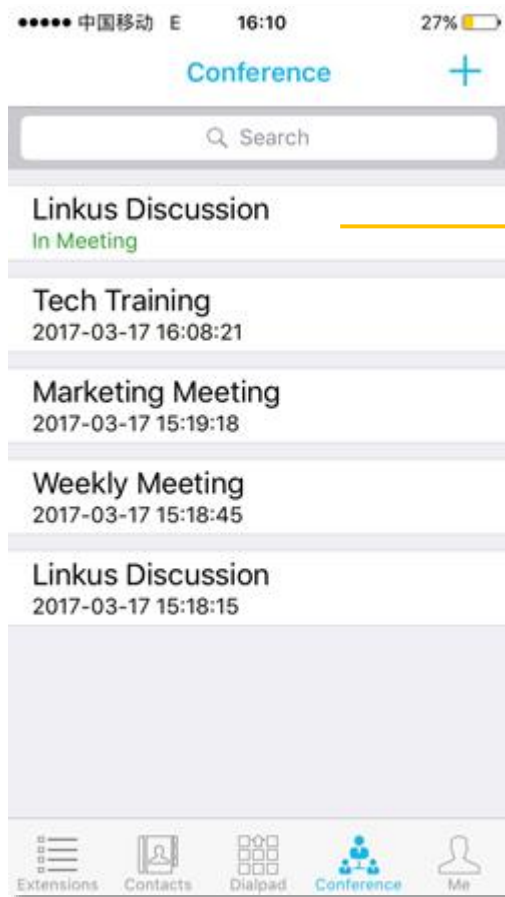 中国移动 E 16:10 27%
Conference
Search
Linkus Discussion
In Meeting
Tech Training
2017-03-17 16:08:21
Marketing Meeting
2017-03-17 15:19:18
Weekly Meeting
2017-03-17 15:18:45
Linkus Discussion
2017-03-17 15:18:15
Extensions Contacts Dialpad Conference Me